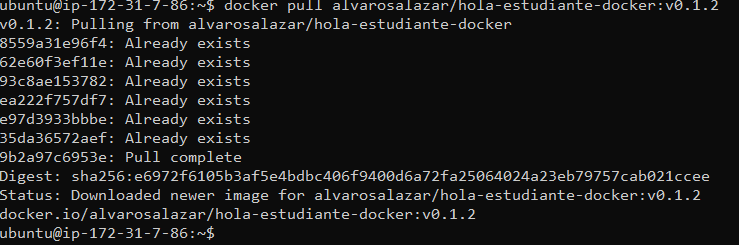 ubuntu@ip-172-31-7-86:~$ docker pull alvarosalazar/hola-estudiante-docker:v0.1.2
v0.1.2: Pulling from alvarosalazar/hola-estudiante-docker
8559a31e96f4: Already exists
62e60f3ef11e: Already exists
93c8ae153782: Already exists
ea222f757df7: Already exists
e97d3933bbbe: Already exists
35da36572aef: Already exists
9b2a97c6953e: Pull complete
Digest: sha256:e6972f6105b3af5e4bdbc406f9400d6a72fa25064024a23eb79757cab021ccee
Status: Downloaded newer image for alvarosalazar/hola-estudiante-docker:v0.1.2
docker.io/alvarosalazar/hola-estudiante-docker:v0.1.2
ubuntu@ip-172-31-7-86:~$